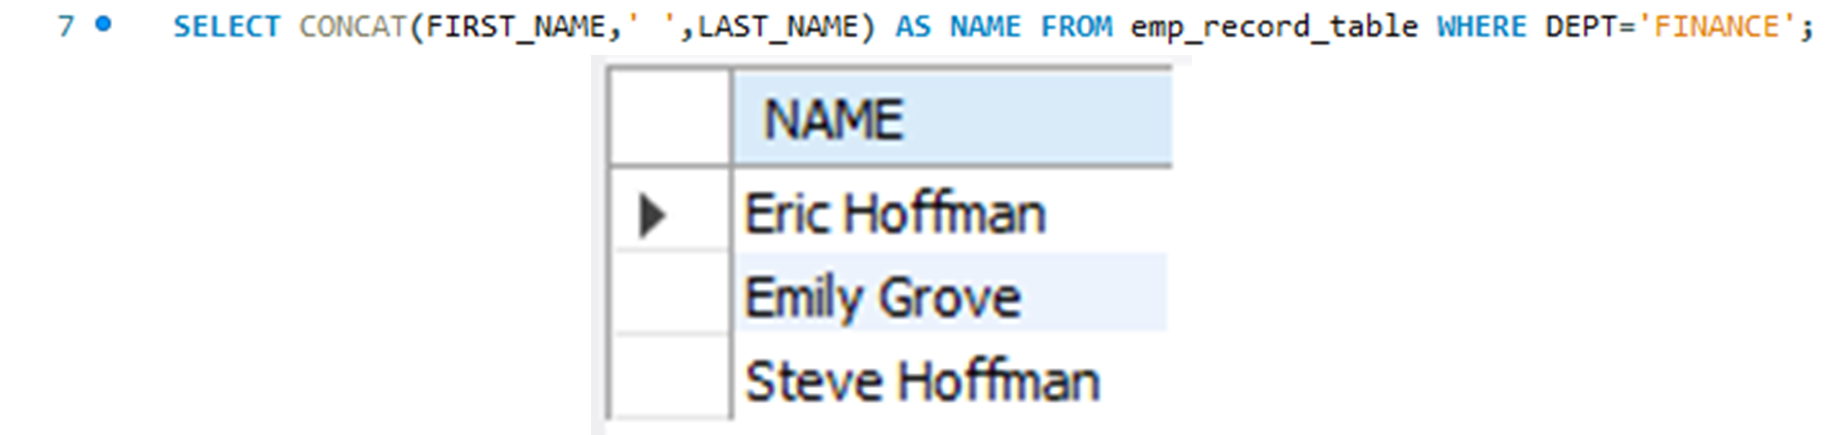 7 SELECT CONCAT(FIRST_NAME,' ',LAST_NAME) AS NAME FROM emp_record_table WHERE DEPT='FINANCE';
NAME
Eric Hoffman
Emily Grove
Steve Hoffman